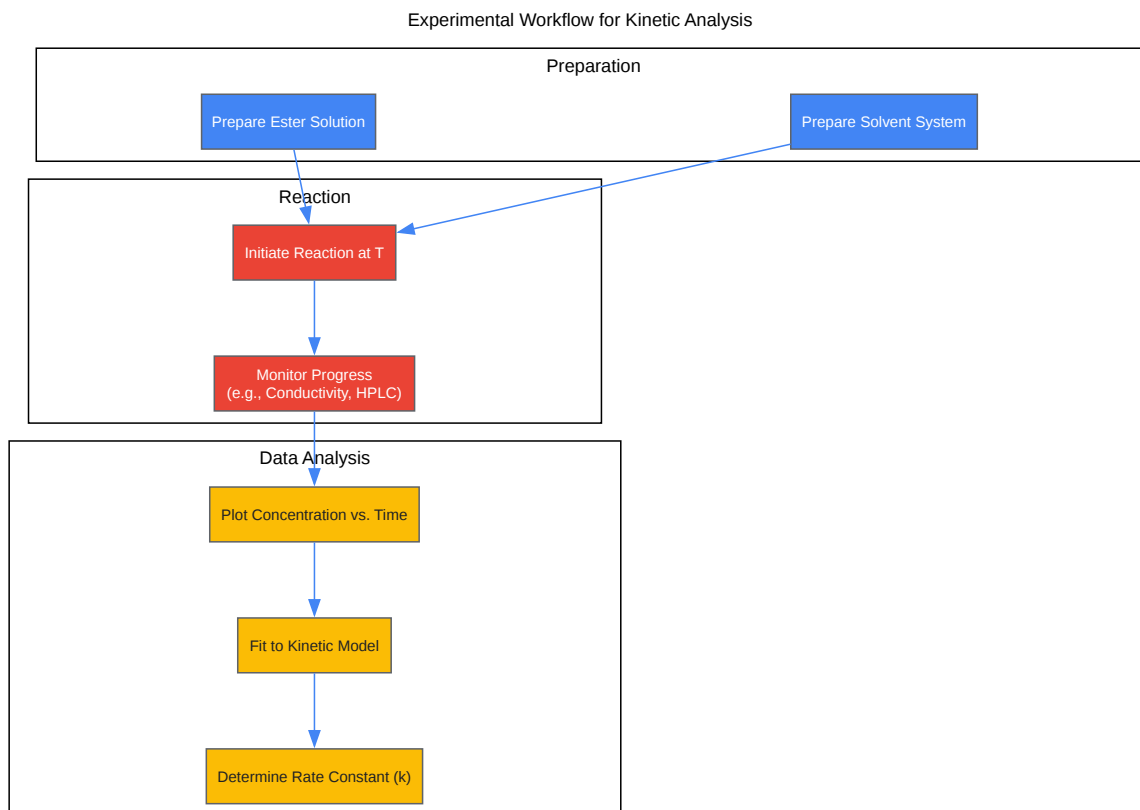 Experimental Workflow for Kinetic Analysis
Preparation
Prepare Ester Solution
Prepare Solvent System
Reaction
Initiate Reaction at T
Monitor Progress
(e.g., Conductivity, HPLC)
Data Analysis
Plot Concentration vs. Time
Fit to Kinetic Model
Determine Rate Constant (k)